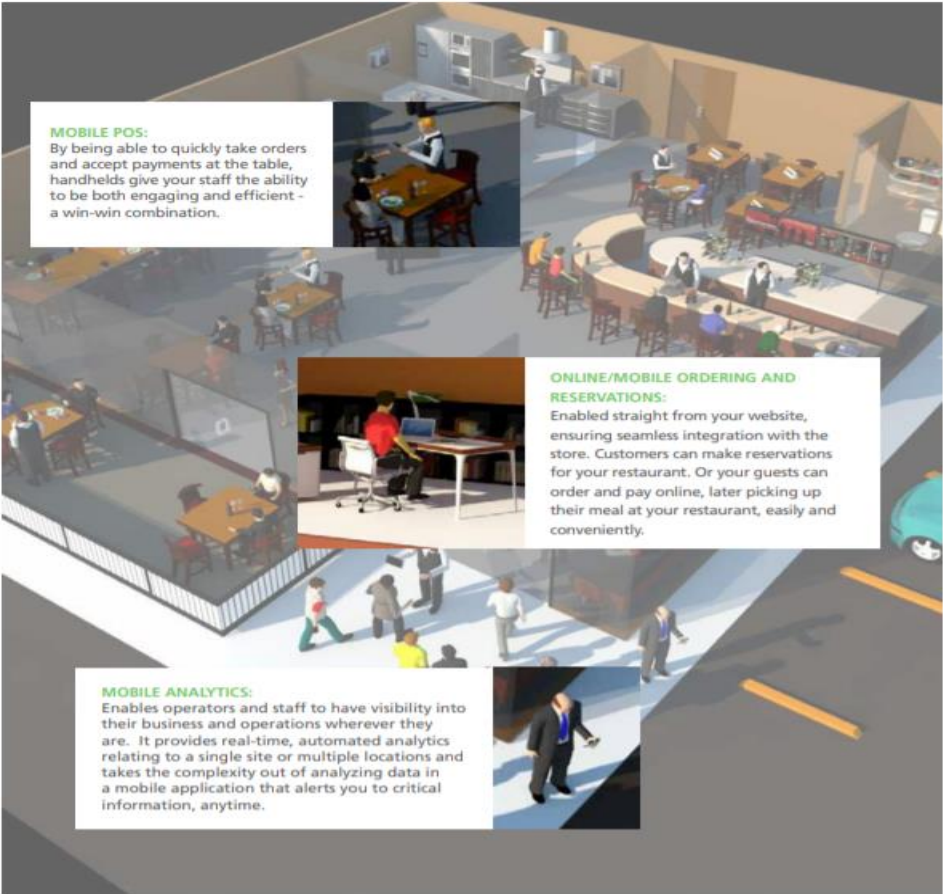 MOBILE POS:
By being able to quickly take orders
and accept payments at the table,
handhelds give your staff the ability
to be both engaging and efficient -
a win-win combination.
ONLINE/MOBILE ORDERING AND
RESERVATIONS:
Enabled straight from your website,
ensuring seamless integration with the
store. Customers can make reservations
for your restaurant. Or your guests can
order and pay online, later picking up
their meal at your restaurant, easily and
conveniently.
MOBILE ANALYTICS:
Enables operators and staff to have visibility into
their business and operations wherever they
are. It provides real-time, automated analytics
relating to a single site or multiple locations and
takes the complexity out of analyzing data in
a mobile application that alerts you to critical
information, anytime.